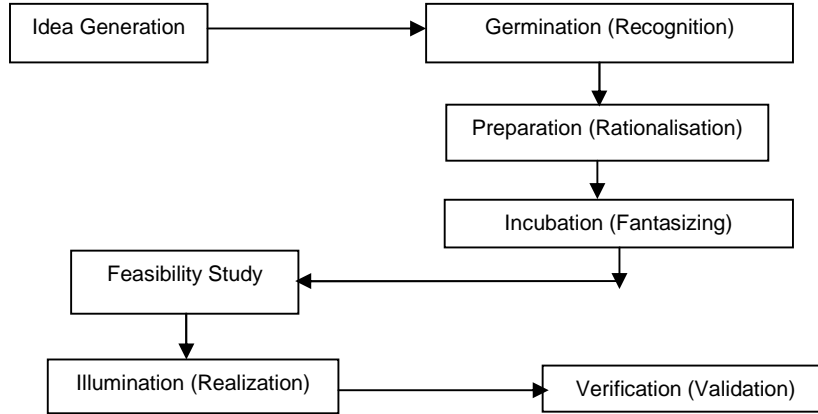 Idea Generation
Germination (Recognition)
Preparation (Rationalisation)
Incubation (Fantasizing)
Feasibility Study
Illumination (Realization)
Verification (Validation)